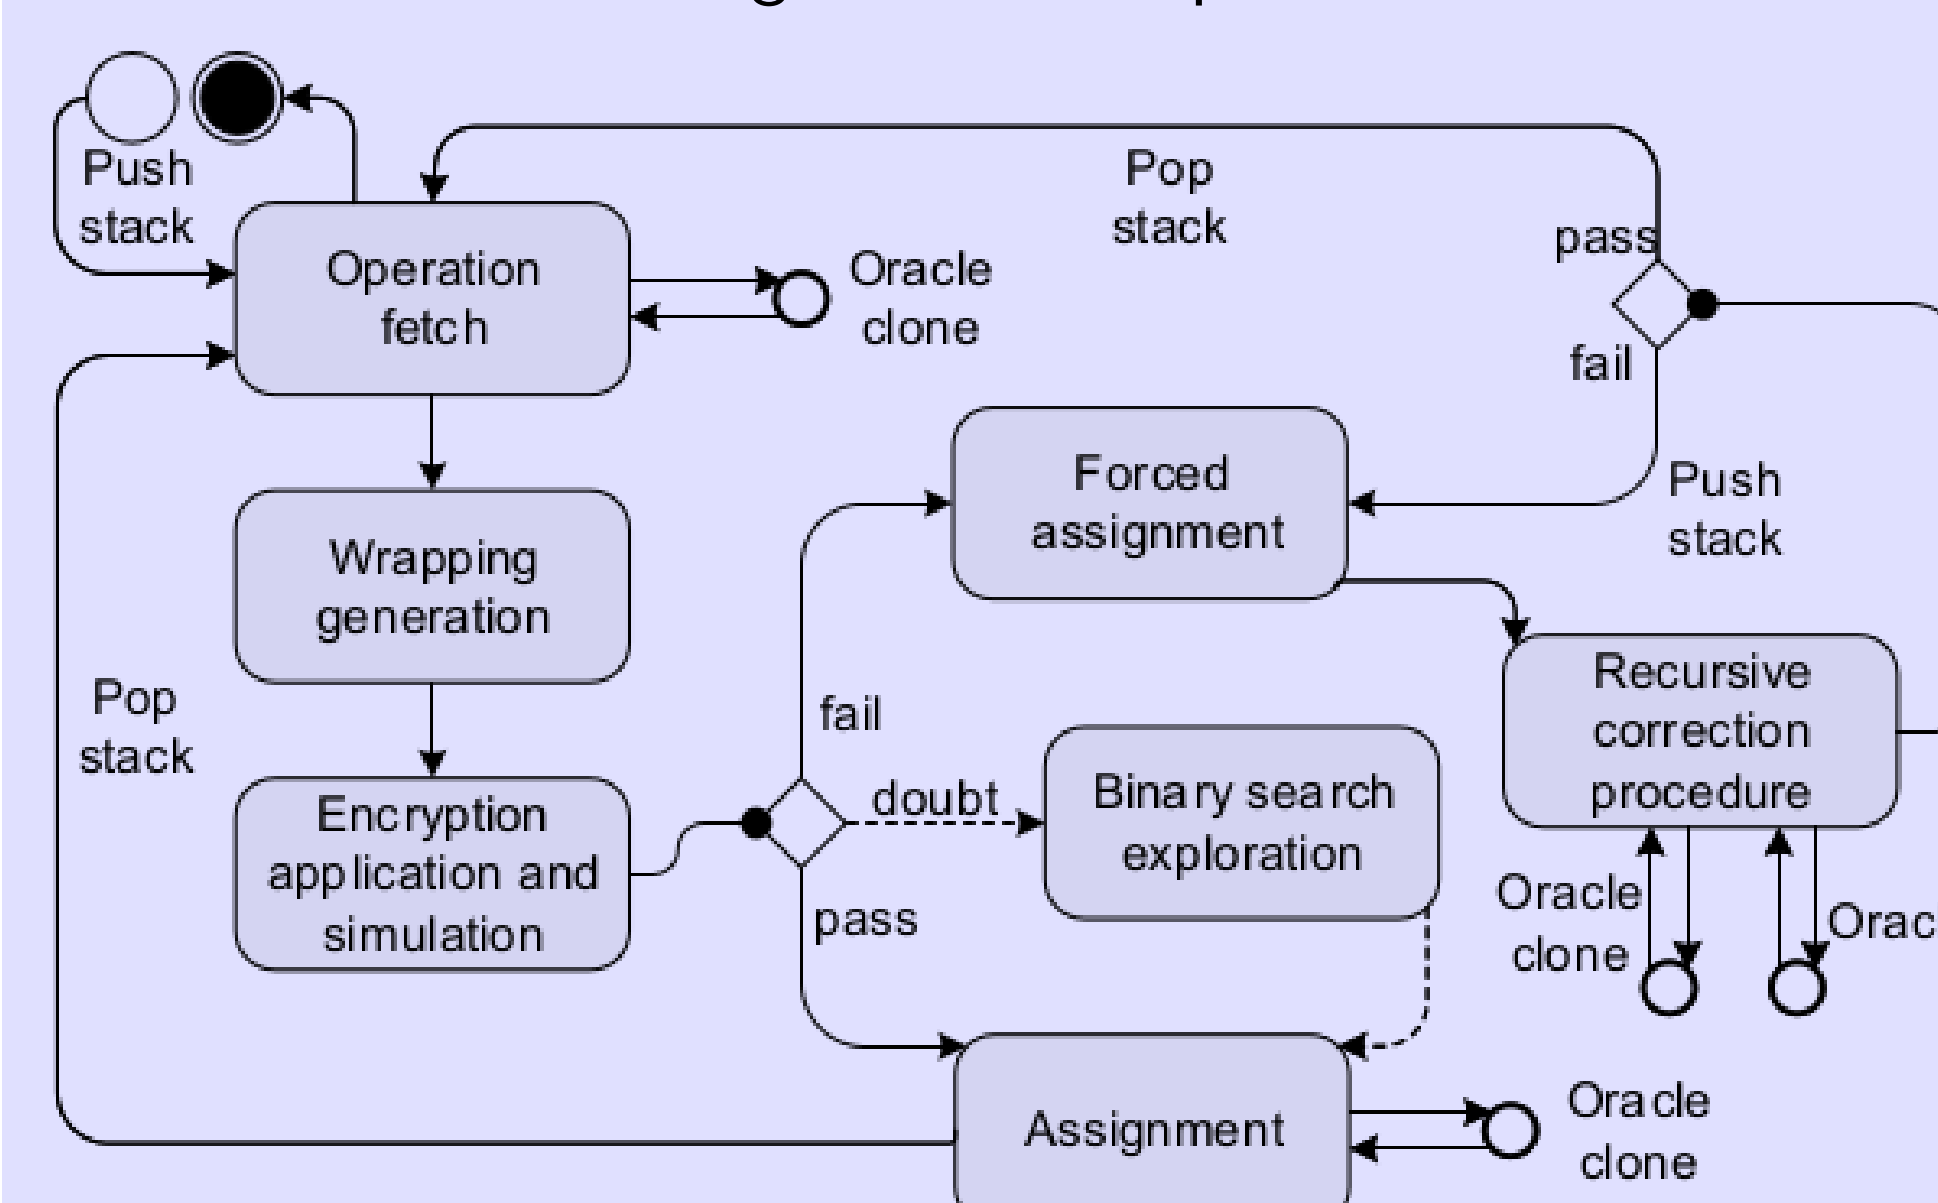 Push
stack
Pop
stack
pass
Operation
fetch
Oracle
clone
fail
Forced
assignment
Push
stack
Wrapping
generation
Recursive
correction
procedure
Pop
stack
fail
doubt
Binary search
exploration
Encryption
application and
simulation
pass
Oracle
clone
Assignment
Oracle
clone